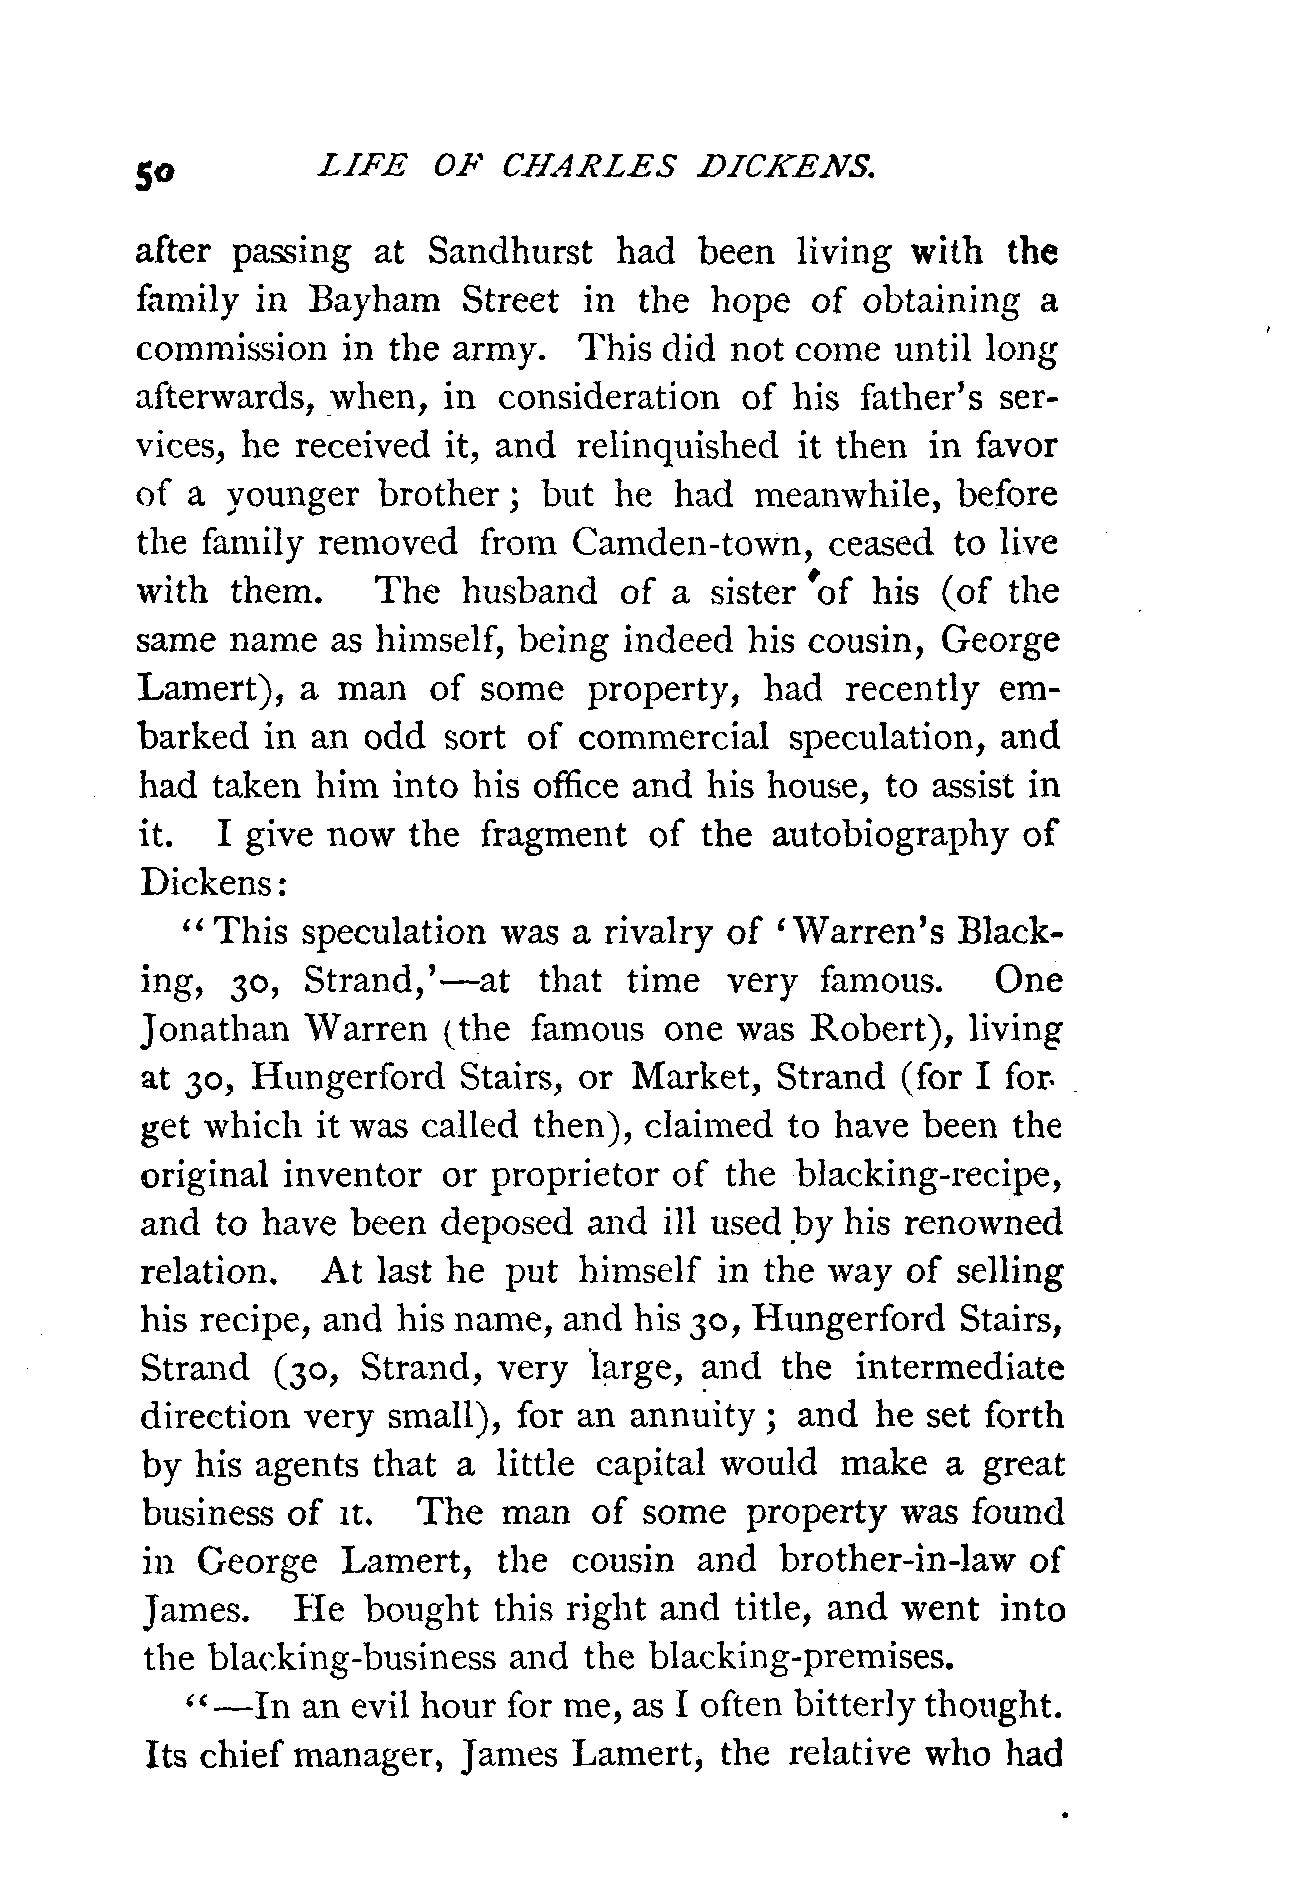 50 LIFE OF CHARLES DICKENS.
after passing at Sandhurst had been living with the
family in Bayham Street in the hope of obtaining a
commission in the army. This did not come until long
afterwards, when, in consideration of his father's ser-
vices, he received it, and relinquished it then in favor
of a younger brother; but he had meanwhile, before
the family removed from Camden-town, ceased to live
with them. The husband of a sister of his (of the
same name as himself, being indeed his cousin, George
Lamert), a man of some property, had recently em-
barked in an odd sort of commercial speculation, and
had taken him into his office and his house, to assist in
it. I give now the fragment of the autobiography of
Dickens:
"This speculation was a rivalry of 'Warren's Black-
ing, 30, Strand,'—at that time very famous. One
Jonathan Warren (the famous one was Robert), living
at 30, Hungerford Stairs, or Market, Strand (for I for-
get which it was called then), claimed to have been the
original inventor or proprietor of the blacking-recipe,
and to have been deposed and ill used by his renowned
relation. At last he put himself in the way of selling
his recipe, and his name, and his 30, Hungerford Stairs,
Strand (30, Strand, very large, and the intermediate
direction very small), for an annuity; and he set forth
by his agents that a little capital would make a great
business of it. The man of some property was found
in George Lamert, the cousin and brother-in-law of
James. He bought this right and title, and went into
the blacking-business and the blacking-premises.
"—In an evil hour for me, as I often bitterly thought.
Its chief manager, James Lamert, the relative who had